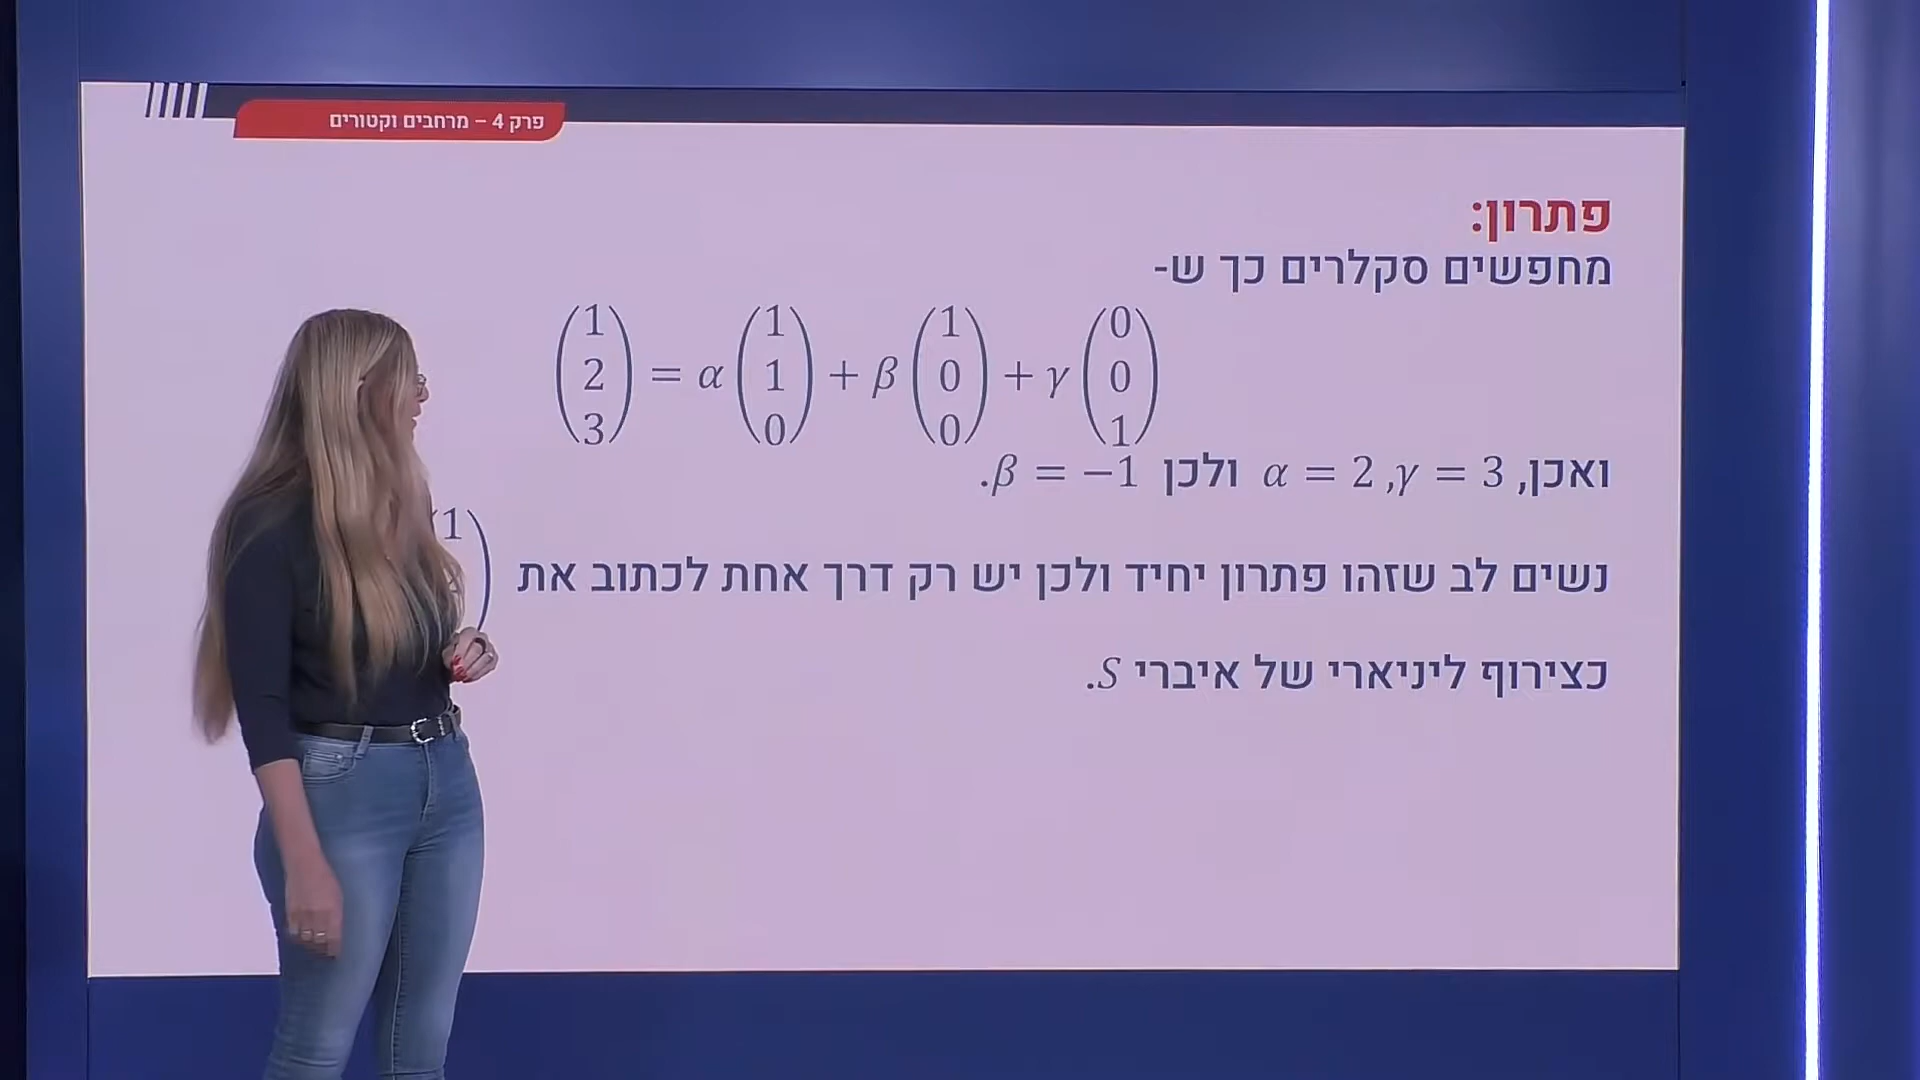 פרק 4 – מרחבים וקטורים
פתרון:
מחפשים סקלרים כך ש-
(1 2 3) = α (1 1 0) + β (1 0 0) + γ (0 0 1)
ואכן, α = 2, γ = 3 ולכן β = −1.
נשים לב שזהו פתרון יחיד ולכן יש רק דרך אחת לכתוב את (1
כצירוף ליניארי של איברי S.